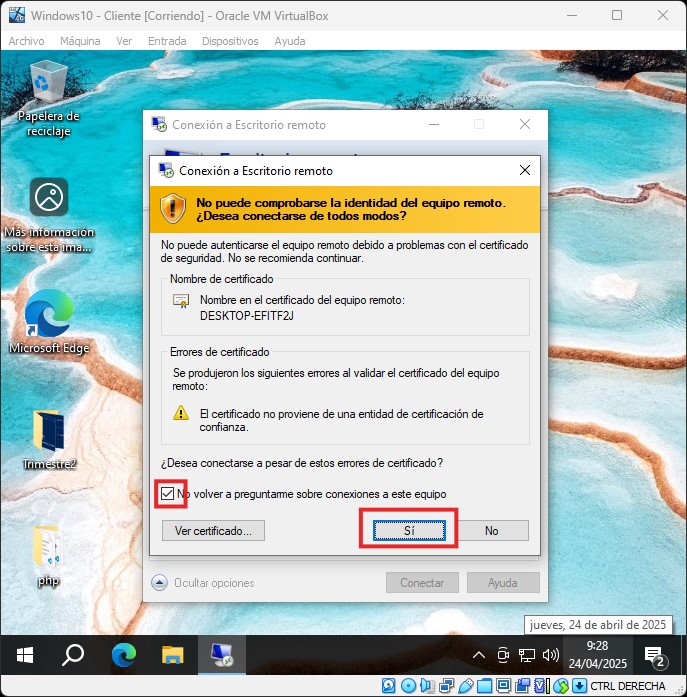 Windows10 - Cliente [Corriendo] - Oracle VM VirtualBox
Archivo Máquina Ver Entrada Dispositivos Ayuda
Papelera de
reciclaje
Más información
sobre esta ima...
Microsoft Edge
Trimestre2
php
Conexión a Escritorio remoto
Conexión a Escritorio remoto
No puede comprobarse la identidad del equipo remoto.
¿Desea conectarse de todos modos?
No puede autenticarse el equipo remoto debido a problemas con el certificado
de seguridad. No se recomienda continuar.
Nombre de certificado
Nombre en el certificado del equipo remoto:
DESKTOP-EFITF2J
Errores de certificado
Se produjeron los siguientes errores al validar el certificado del equipo
remoto:
El certificado no proviene de una entidad de certificación de
confianza.
¿Desea conectarse a pesar de estos errores de certificado?
No volver a preguntarme sobre conexiones a este equipo
Ver certificado... Sí No
Ocultar opciones Conectar Ayuda
jueves, 24 de abril de 2025
9:28
24/04/2025
2
CTRL DERECHA